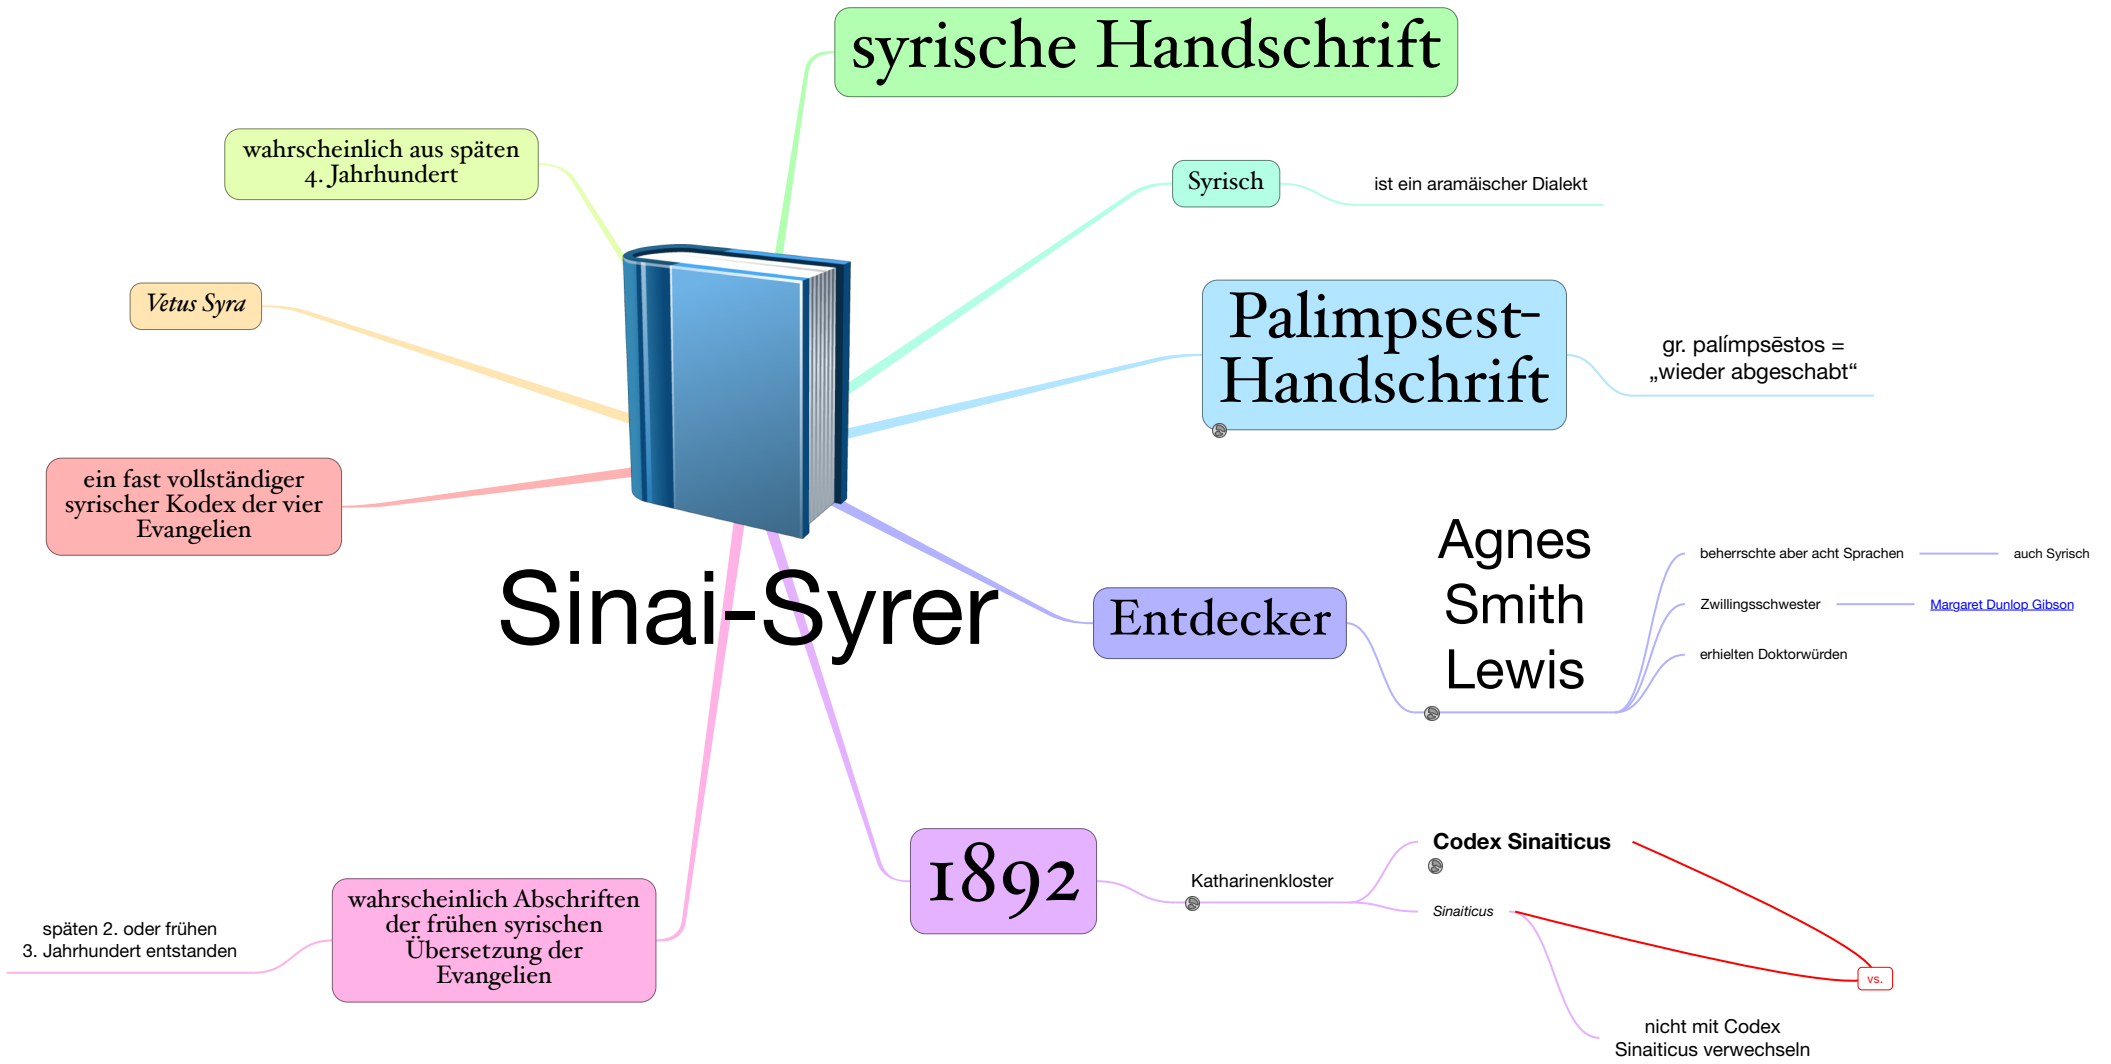 syrische Handschrift
wahrscheinlich aus späten
4. Jahrhundert
Syrisch
ist ein aramäischer Dialekt
Vetus Syra
Palimpsest-
Handschrift
gr. palímpsēstos =
„wieder abgeschabt“
ein fast vollständiger
syrischer Kodex der vier
Evangelien
Sinai-Syrer
Entdecker
Agnes
Smith
Lewis
beherrschte aber acht Sprachen
auch Syrisch
Zwillingsschwester
Margaret Dunlop Gibson
erhielten Doktorwürden
1892
Katharinenkloster
Codex Sinaiticus
Sinaiticus
vs.
nicht mit Codex
Sinaiticus verwechseln
wahrscheinlich Abschriften
der frühen syrischen
Übersetzung der
Evangelien
späten 2. oder frühen
3. Jahrhundert entstanden